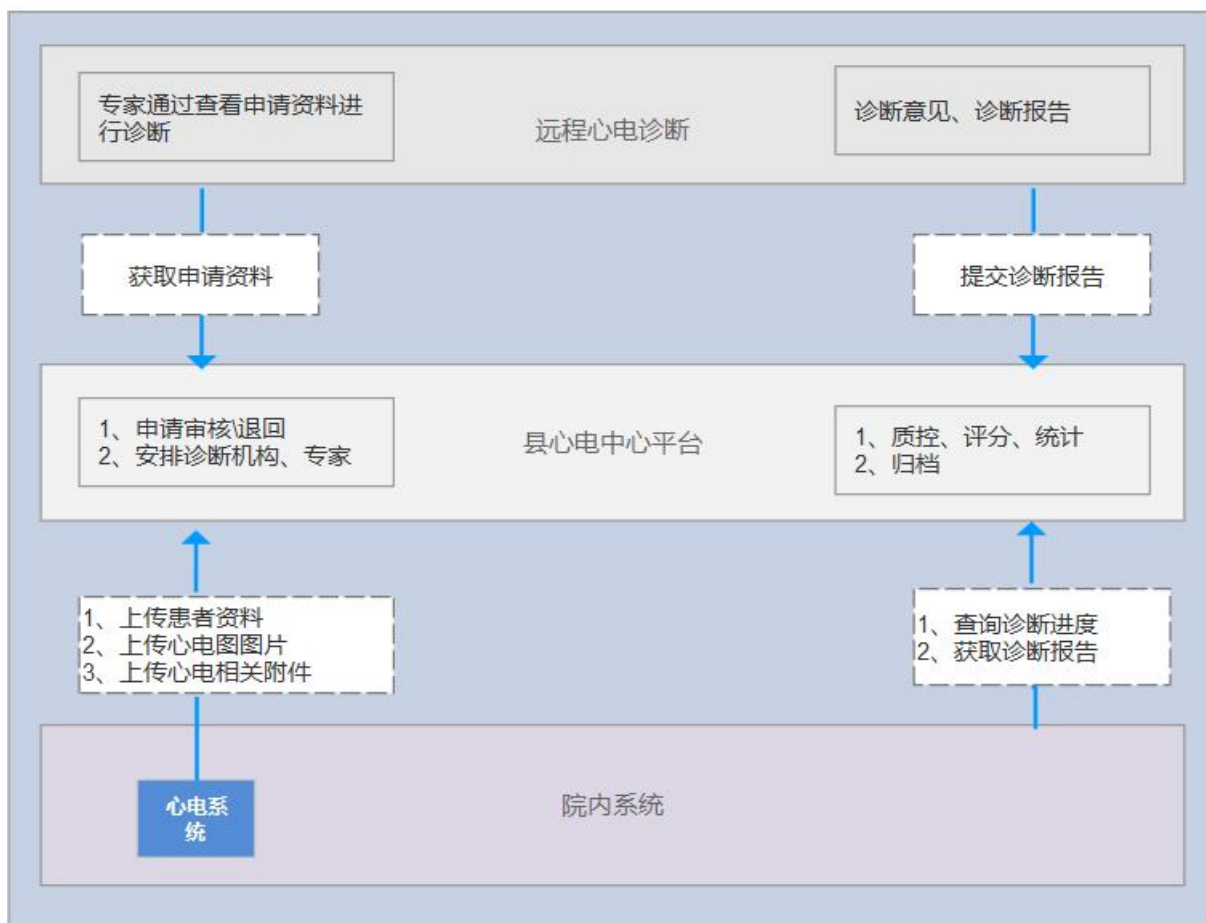 专家通过查看申请资料进
行诊断
远程心电诊断
诊断意见、诊断报告
获取申请资料
提交诊断报告
1、申请审核\退回
2、安排诊断机构、专家
县心电中心平台
1、质控、评分、统计
2、归档
1、上传患者资料
2、上传心电图图片
3、上传心电相关附件
1、查询诊断进度
2、获取诊断报告
心电系
统
院内系统